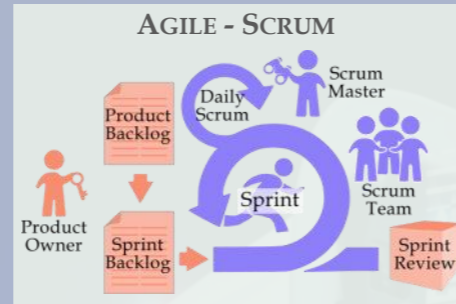 AGILE - SCRUM
Product
Backlog
Daily
Scrum
Scrum
Master
Product
Owner
Sprint
Scrum
Team
Sprint
Backlog
Sprint
Review